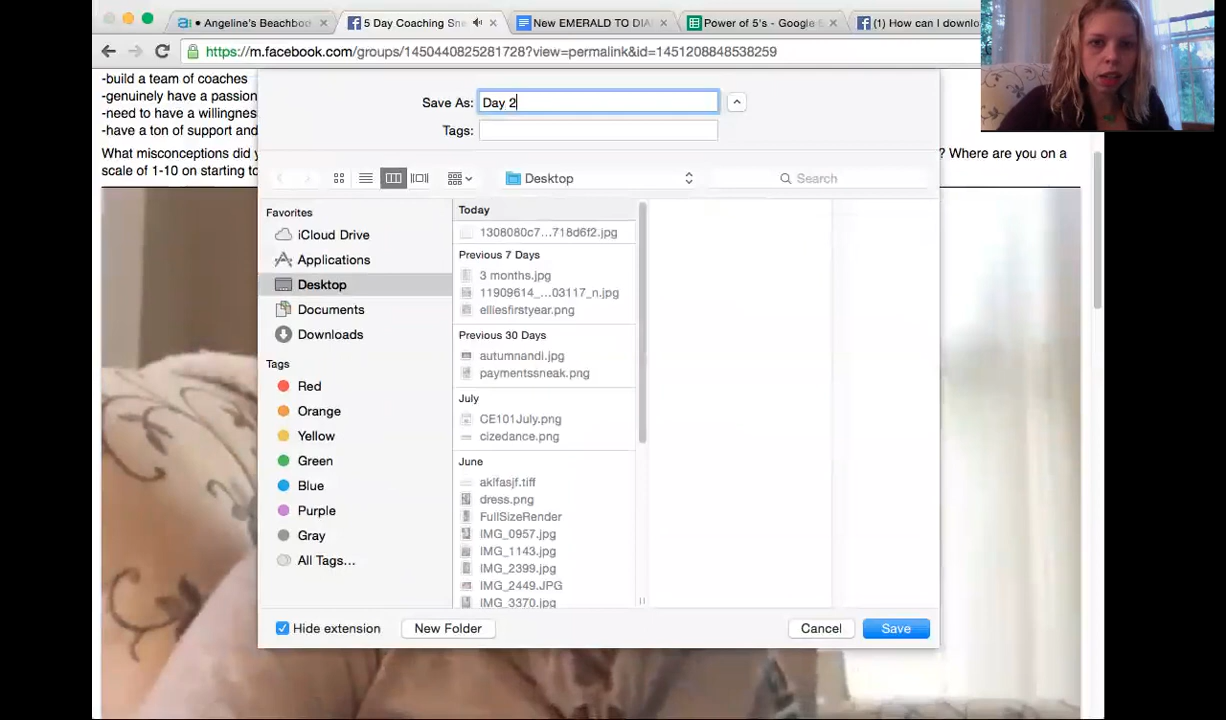 ● Angeline's Beachbo
5 Day Coaching Sne
New EMERALD TO DIA
Power of 5's - Google S
(1) How can I downlo
https://m.facebook.com/groups/1450440825281728?view=permalink&id=1451208848538259
-build a team of coaches
-genuinely have a passion
-need to have a willingness
-have a ton of support and
What misconceptions did y ? Where are you on a
scale of 1-10 on starting to
Save As: Day 2
Tags:
Desktop
Search
Favorites
iCloud Drive
Applications
Desktop
Documents
Downloads
Tags
Red
Orange
Yellow
Green
Blue
Purple
Gray
All Tags...
Today
1308080c7...718d6f2.jpg
Previous 7 Days
3 months.jpg
11909614_...03117_n.jpg
elliesfirstyear.png
Previous 30 Days
autumnandi.jpg
paymentssneak.png
July
CE101July.png
cizedance.png
June
aklfasjf.tiff
dress.png
FullSizeRender
IMG_0957.jpg
IMG_1143.jpg
IMG_2399.jpg
IMG_2449.JPG
IMG_3370.jpg
Hide extension
New Folder
Cancel
Save